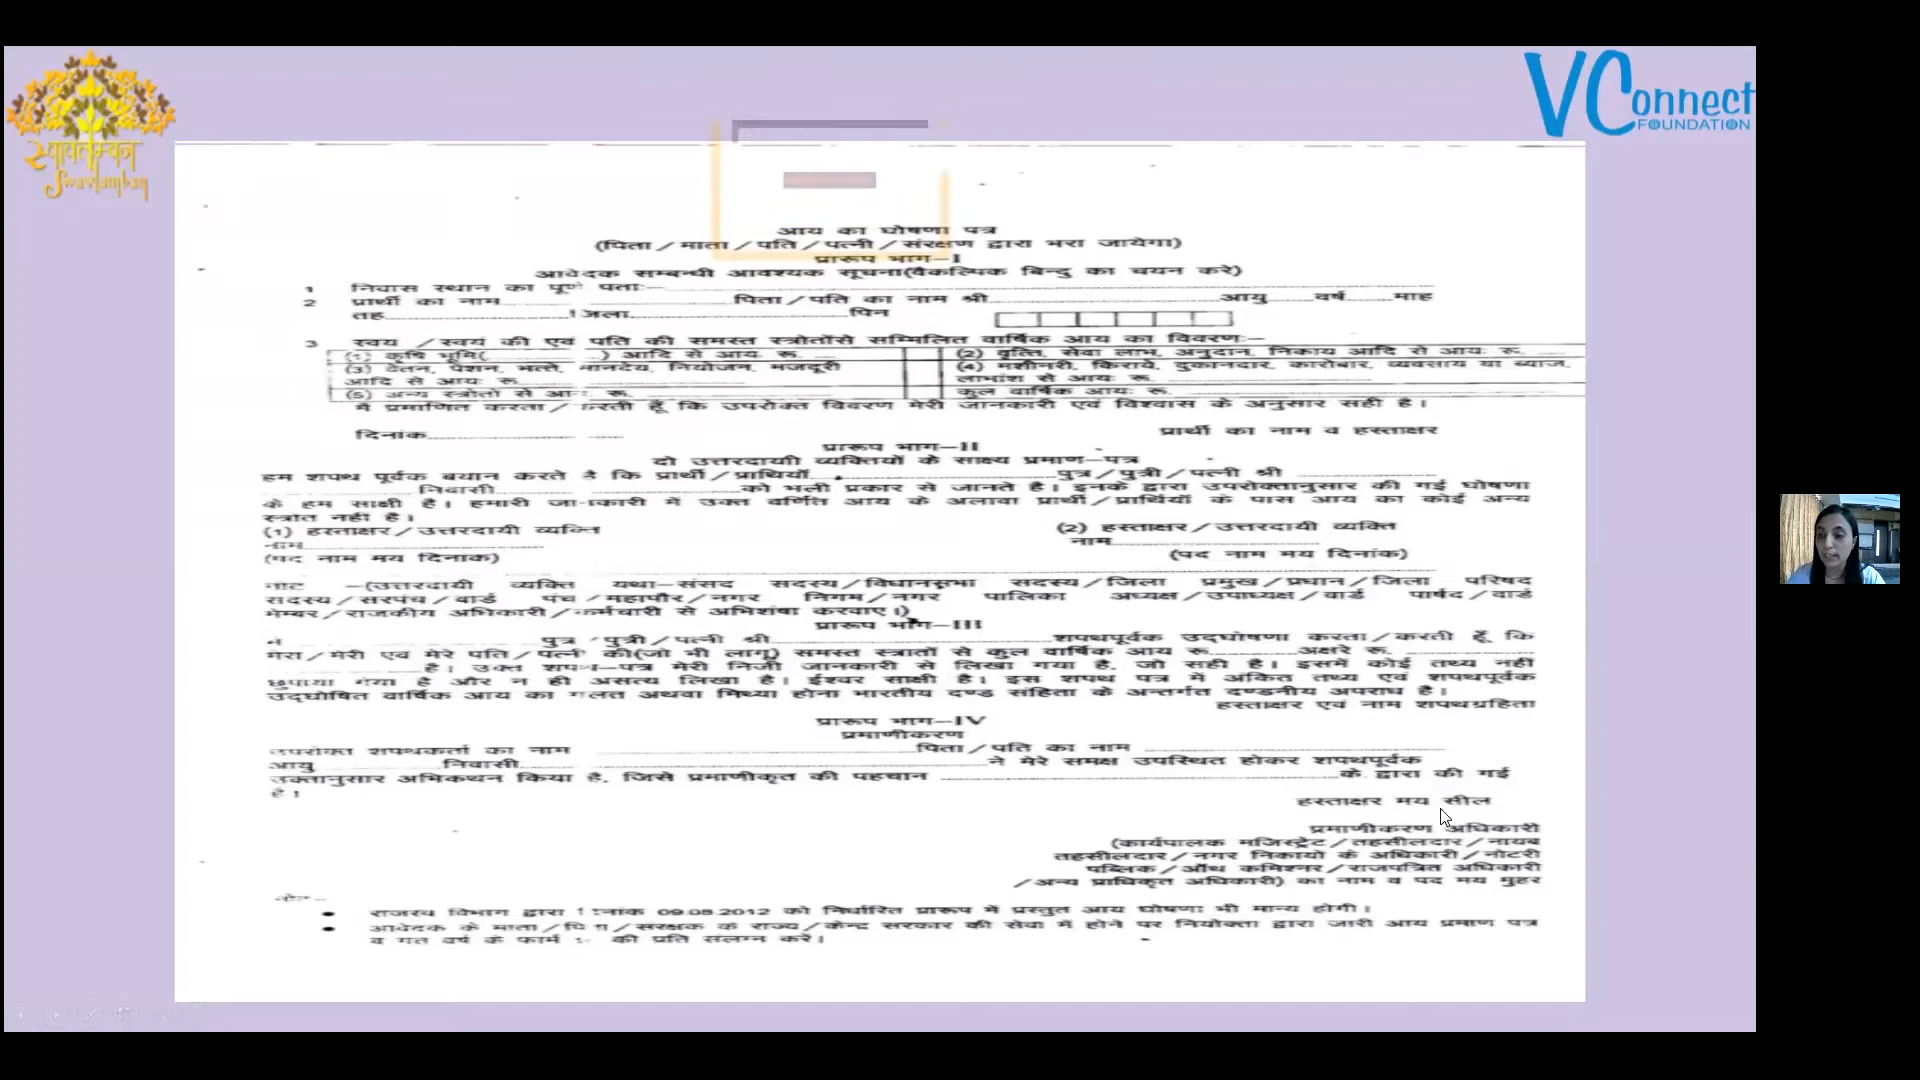 स्वावलम्बन
Swavlamban
VConnect
FOUNDATION
आय का घोषणा पत्र
(पिता/माता/पति/पत्नी/संरक्षण द्वारा भरा जायेगा)
प्रारूप भाग–I
आवेदक सम्बन्धी आवश्यक सूचना(वैकल्पिक बिन्दु का चयन करे)
1 निवास स्थान का पूर्ण पताः–
2 प्रार्थी का नाम पिता/पति का नाम श्री आयु वर्ष माह
तह जिला पिन
3 स्वयं /स्वयं की एवं पति की समस्त स्त्रोतोंसे सम्मिलित वार्षिक आय का विवरणः–
(1) कृषि भूमि( ) आदि से आयः रू. (2) वृत्ति, सेवा लाभ, अनुदान, निकाय आदि से आयः रू.
(3) वेतन, पेंशन, भत्ते, मानदेय, नियोजन, मजदूरी (4) मशीनरी, किराये, दुकानदार, कारोबार, व्यवसाय या ब्याज,
आदि से आयः रू. लाभांश से आयः रू.
(5) अन्य स्त्रोतो से आयः रू. कुल वार्षिक आयः रू.
मैं प्रमाणित करता/करती हूँ कि उपरोक्त विवरण मेरी जानकारी एवं विश्वास के अनुसार सही है।
दिनांक प्रार्थी का नाम व हस्ताक्षर
प्रारूप भाग–II
दो उत्तरदायी व्यक्तियों के साक्ष्य प्रमाण–पत्र
हम शपथ पूर्वक बयान करते है कि प्रार्थी/प्रार्थियों पुत्र/पुत्री/पत्नी श्री
निवासी को भली प्रकार से जानते है। इनके द्वारा उपरोक्तानुसार की गई घोषणा
के हम साक्षी है। हमारी जानकारी में उक्त वर्णिति आय के अलावा प्रार्थी/प्रार्थियों के पास आय का कोई अन्य
स्त्रोत नही है।
(1) हस्ताक्षर/उत्तरदायी व्यक्ति (2) हस्ताक्षर/उत्तरदायी व्यक्ति
नाम नाम
(पद नाम मय दिनांक) (पद नाम मय दिनांक)
नोट –(उत्तरदायी व्यक्ति यथा–संसद सदस्य/विधानसभा सदस्य/जिला प्रमुख/प्रधान/जिला परिषद
सदस्य/सरपंच/वार्ड पंच/महापौर/नगर निगम/नगर पालिका अध्यक्ष/उपाध्यक्ष/वार्ड पार्षद/वार्ड
मेम्बर/राजकीय अधिकारी/कर्मचारी से अभिशंषा करवाए।)
प्रारूप भाग–III
मैं पुत्र/पुत्री/पत्नी श्री शपथपूर्वक उद्घोषणा करता/करती हूँ कि
मेरा/मेरी एवं मेरे पति/पत्नि की(जो भी लागू) समस्त स्त्रातों से कुल वार्षिक आय रू. अक्षरे रू.
है। उक्त शपथ–पत्र मेरी निजी जानकारी से लिखा गया है, जो सही है। इसमें कोई तथ्य नहीं
छुपाया गया है और न ही असत्य लिखा है। ईश्वर साक्षी है। इस शपथ पत्र में अंकित तथ्य एवं शपथपूर्वक
उद्घोषित वार्षिक आय का गलत अथवा मिथ्या होना भारतीय दण्ड संहिता के अन्तर्गत दण्डनीय अपराध है।
हस्ताक्षर एवं नाम शपथग्रहिता
प्रारूप भाग–IV
प्रमाणीकरण
उपरोक्त शपथकर्ता का नाम पिता/पति का नाम
आयु निवासी ने मेरे समक्ष उपस्थित होकर शपथपूर्वक
उक्तानुसार अभिकथन किया है, जिसे प्रमाणीकृत की पहचान के द्वारा की गई
है।
हस्ताक्षर मय सील
प्रमाणीकरण अधिकारी
(कार्यपालक मजिस्ट्रेट/तहसीलदार/नायब
तहसीलदार/नगर निकायों के अधिकारी/नोटरी
पब्लिक/ऑथ कमिश्नर/राजपत्रित अधिकारी
/अन्य प्राधिकृत अधिकारी) का नाम व पद मय मुहर
नोट–
• राजस्व विभाग द्वारा दिनांक 09.08.2012 को निर्धारित प्रारूप में प्रस्तुत आय घोषणा भी मान्य होगी।
• आवेदक के माता/पिता/संरक्षक के राज्य/केन्द्र सरकार की सेवा में होने पर नियोक्ता द्वारा जारी आय प्रमाण पत्र
व गत वर्ष के फार्म की प्रति संलग्न करें।